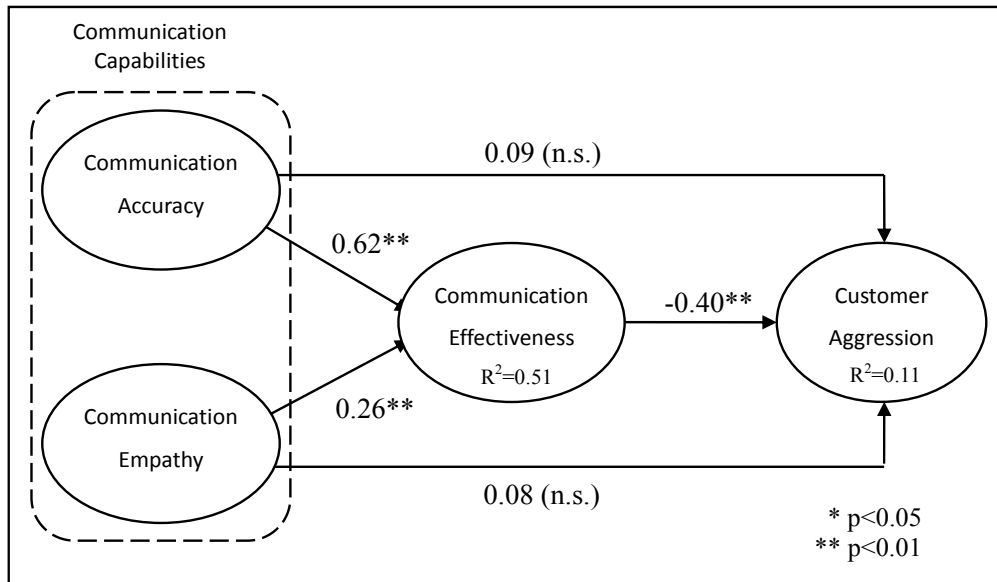 Communication
Capabilities
Communication
Accuracy
0.09 (n.s.)
0.62**
Communication
Effectiveness
R²=0.51
-0.40**
Customer
Aggression
R²=0.11
0.26**
Communication
Empathy
0.08 (n.s.)
* p<0.05
** p<0.01